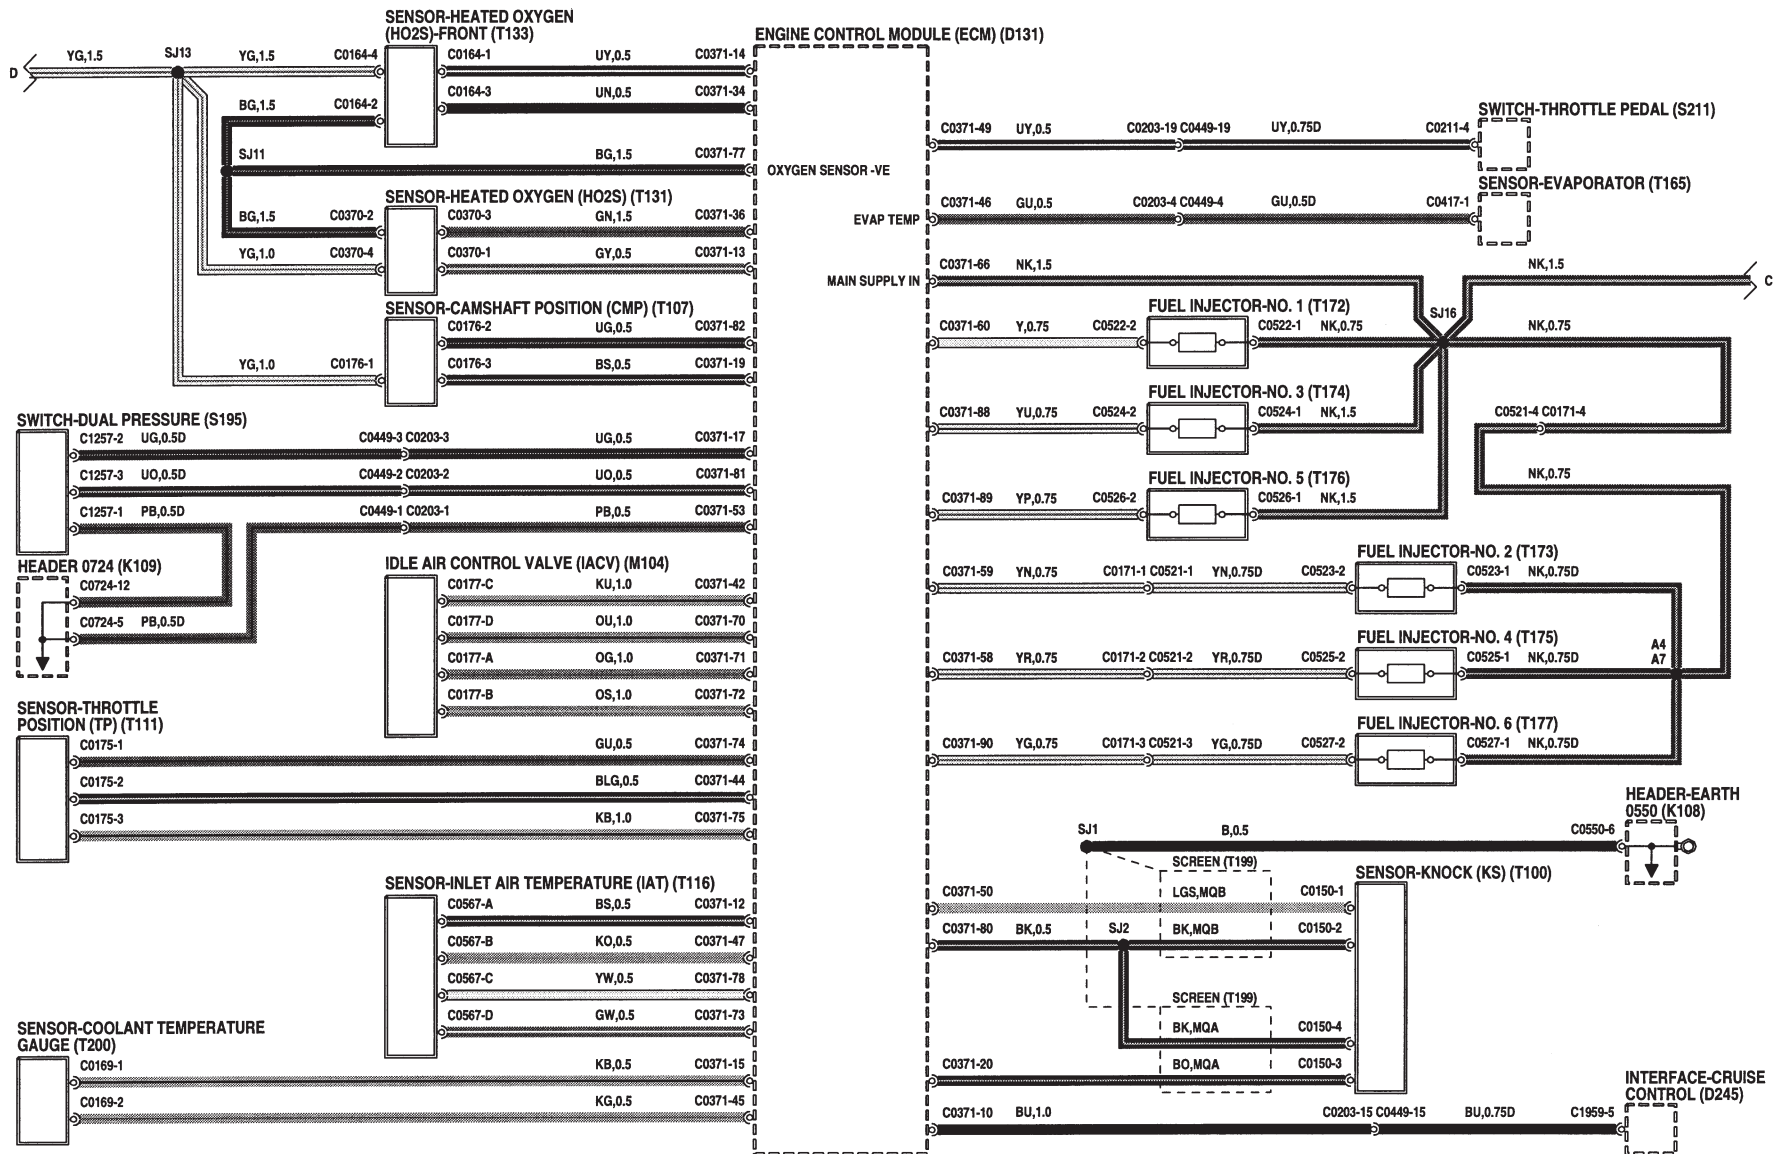 SENSOR-HEATED OXYGEN
(HO2S)-FRONT (T133)
D
YG,1.5
SJ13
YG,1.5
C0164-4
C0164-1
UY,0.5
C0371-14
C0164-3
UN,0.5
C0371-34
BG,1.5
C0164-2
SJ11
BG,1.5
C0371-77
SENSOR-HEATED OXYGEN (HO2S) (T131)
BG,1.5
C0370-2
C0370-3
GN,1.5
C0371-36
YG,1.0
C0370-4
C0370-1
GY,0.5
C0371-13
SENSOR-CAMSHAFT POSITION (CMP) (T107)
C0176-2
UG,0.5
C0371-82
YG,1.0
C0176-1
C0176-3
BS,0.5
C0371-19
SWITCH-DUAL PRESSURE (S195)
C1257-2
UG,0.5D
C0449-3 C0203-3
UG,0.5
C0371-17
C1257-3
UO,0.5D
C0449-2 C0203-2
UO,0.5
C0371-81
C1257-1
PB,0.5D
C0449-1 C0203-1
PB,0.5
C0371-53
HEADER 0724 (K109)
C0724-12
C0724-5
PB,0.5D
IDLE AIR CONTROL VALVE (IACV) (M104)
C0177-C
KU,1.0
C0371-42
C0177-D
OU,1.0
C0371-70
C0177-A
OG,1.0
C0371-71
C0177-B
OS,1.0
C0371-72
SENSOR-THROTTLE
POSITION (TP) (T111)
C0175-1
GU,0.5
C0371-74
C0175-2
BLG,0.5
C0371-44
C0175-3
KB,1.0
C0371-75
SENSOR-INLET AIR TEMPERATURE (IAT) (T116)
C0567-A
BS,0.5
C0371-12
C0567-B
KO,0.5
C0371-47
C0567-C
YW,0.5
C0371-78
C0567-D
GW,0.5
C0371-73
SENSOR-COOLANT TEMPERATURE
GAUGE (T200)
C0169-1
KB,0.5
C0371-15
C0169-2
KG,0.5
C0371-45
ENGINE CONTROL MODULE (ECM) (D131)
OXYGEN SENSOR -VE
EVAP TEMP
MAIN SUPPLY IN
SWITCH-THROTTLE PEDAL (S211)
C0371-49
UY,0.5
C0203-19 C0449-19
UY,0.75D
C0211-4
SENSOR-EVAPORATOR (T165)
C0371-46
GU,0.5
C0203-4 C0449-4
GU,0.5D
C0417-1
C0371-66
NK,1.5
NK,1.5
C
FUEL INJECTOR-NO. 1 (T172)
SJ16
C0371-60
Y,0.75
C0522-2
C0522-1
NK,0.75
NK,0.75
FUEL INJECTOR-NO. 3 (T174)
C0371-88
YU,0.75
C0524-2
C0524-1
NK,1.5
C0521-4 C0171-4
FUEL INJECTOR-NO. 5 (T176)
NK,0.75
C0371-89
YP,0.75
C0526-2
C0526-1
NK,1.5
FUEL INJECTOR-NO. 2 (T173)
C0371-59
YN,0.75
C0171-1 C0521-1
YN,0.75D
C0523-2
C0523-1
NK,0.75D
FUEL INJECTOR-NO. 4 (T175)
A4
A7
C0371-58
YR,0.75
C0171-2 C0521-2
YR,0.75D
C0525-2
C0525-1
NK,0.75D
FUEL INJECTOR-NO. 6 (T177)
C0371-90
YG,0.75
C0171-3 C0521-3
YG,0.75D
C0527-2
C0527-1
NK,0.75D
HEADER-EARTH
0550 (K108)
SJ1
B,0.5
C0550-6
SCREEN (T199)
SENSOR-KNOCK (KS) (T100)
C0371-50
LGS,MQB
C0150-1
C0371-80
BK,0.5
SJ2
BK,MQB
C0150-2
SCREEN (T199)
BK,MQA
C0150-4
C0371-20
BO,MQA
C0150-3
INTERFACE-CRUISE
CONTROL (D245)
C0371-10
BU,1.0
C0203-15 C0449-15
BU,0.75D
C1959-5